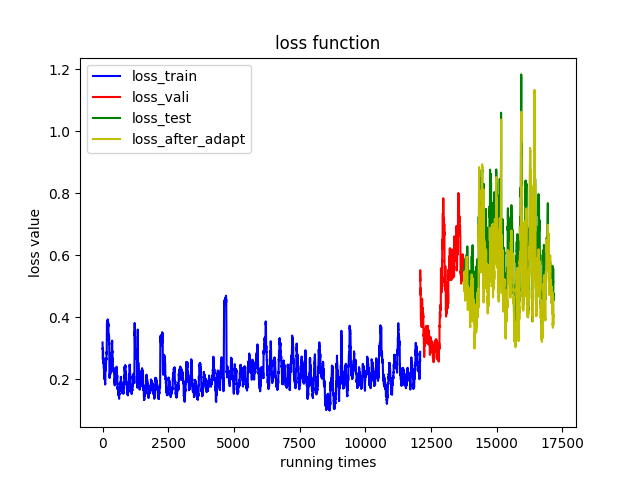 loss function
loss_train
loss_vali
loss_test
loss_after_adapt
loss value
1.2
1.0
0.8
0.6
0.4
0.2
0 2500 5000 7500 10000 12500 15000 17500
running times